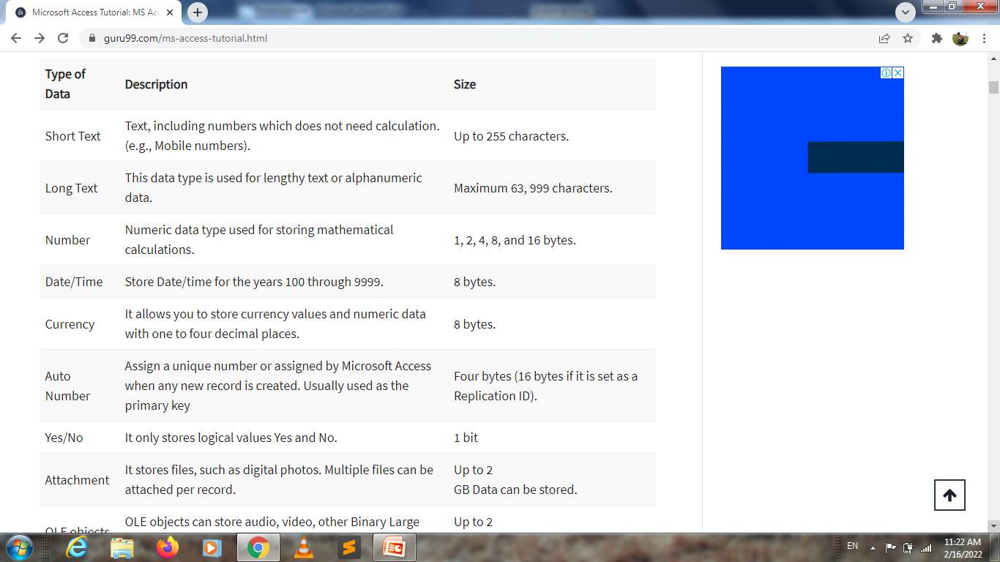 Microsoft Access Tutorial: MS Acc
guru99.com/ms-access-tutorial.html
Type of
Data
Description
Size
Short Text
Text, including numbers which does not need calculation.
(e.g., Mobile numbers).
Up to 255 characters.
Long Text
This data type is used for lengthy text or alphanumeric
data.
Maximum 63, 999 characters.
Number
Numeric data type used for storing mathematical
calculations.
1, 2, 4, 8, and 16 bytes.
Date/Time
Store Date/time for the years 100 through 9999.
8 bytes.
Currency
It allows you to store currency values and numeric data
with one to four decimal places.
8 bytes.
Auto
Number
Assign a unique number or assigned by Microsoft Access
when any new record is created. Usually used as the
primary key
Four bytes (16 bytes if it is set as a
Replication ID).
Yes/No
It only stores logical values Yes and No.
1 bit
Attachment
It stores files, such as digital photos. Multiple files can be
attached per record.
Up to 2
GB Data can be stored.
OLE objects
OLE objects can store audio, video, other Binary Large
Up to 2
EN
11:22 AM
2/16/2022